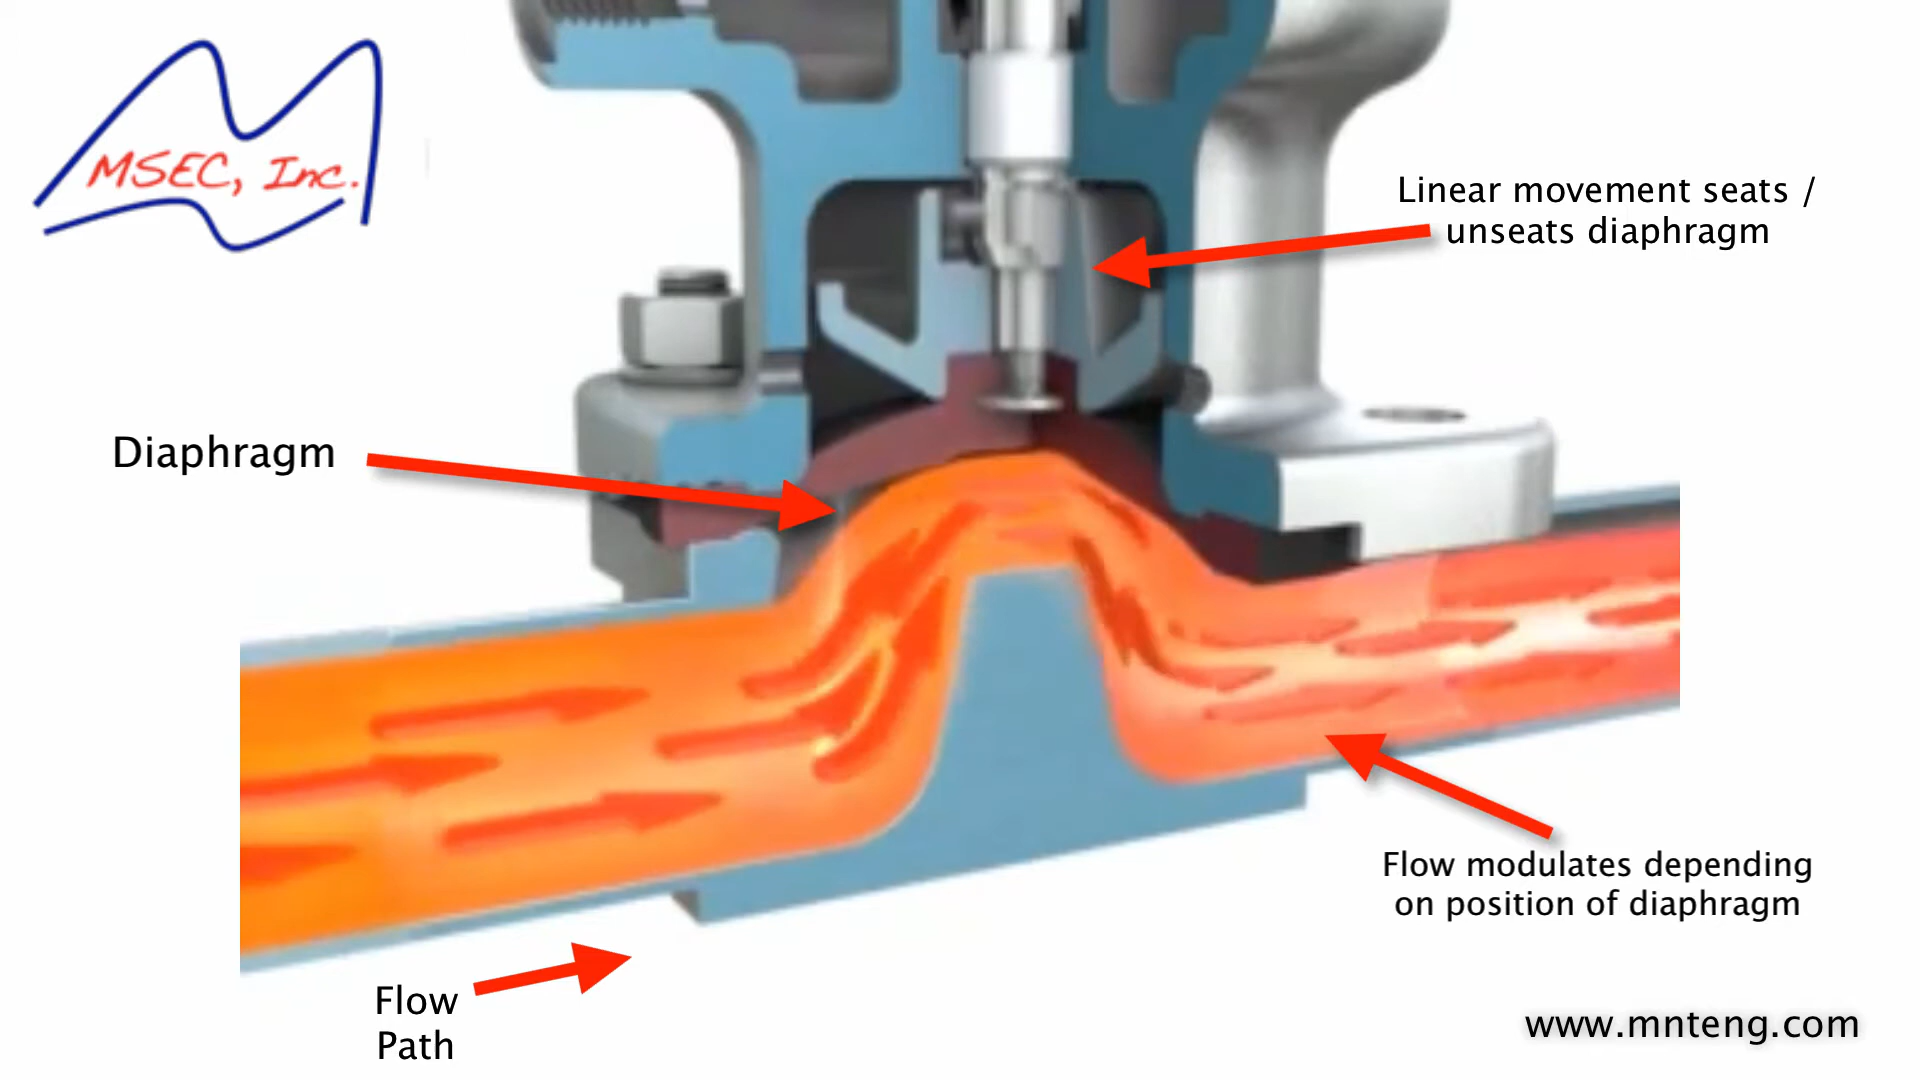 MSEC, Inc.
Linear movement seats /
unseats diaphragm
Diaphragm
Flow modulates depending
on position of diaphragm
Flow
Path
www.mnteng.com